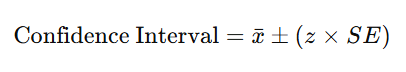 Confidence Interval = x̄ ± (z × SE)